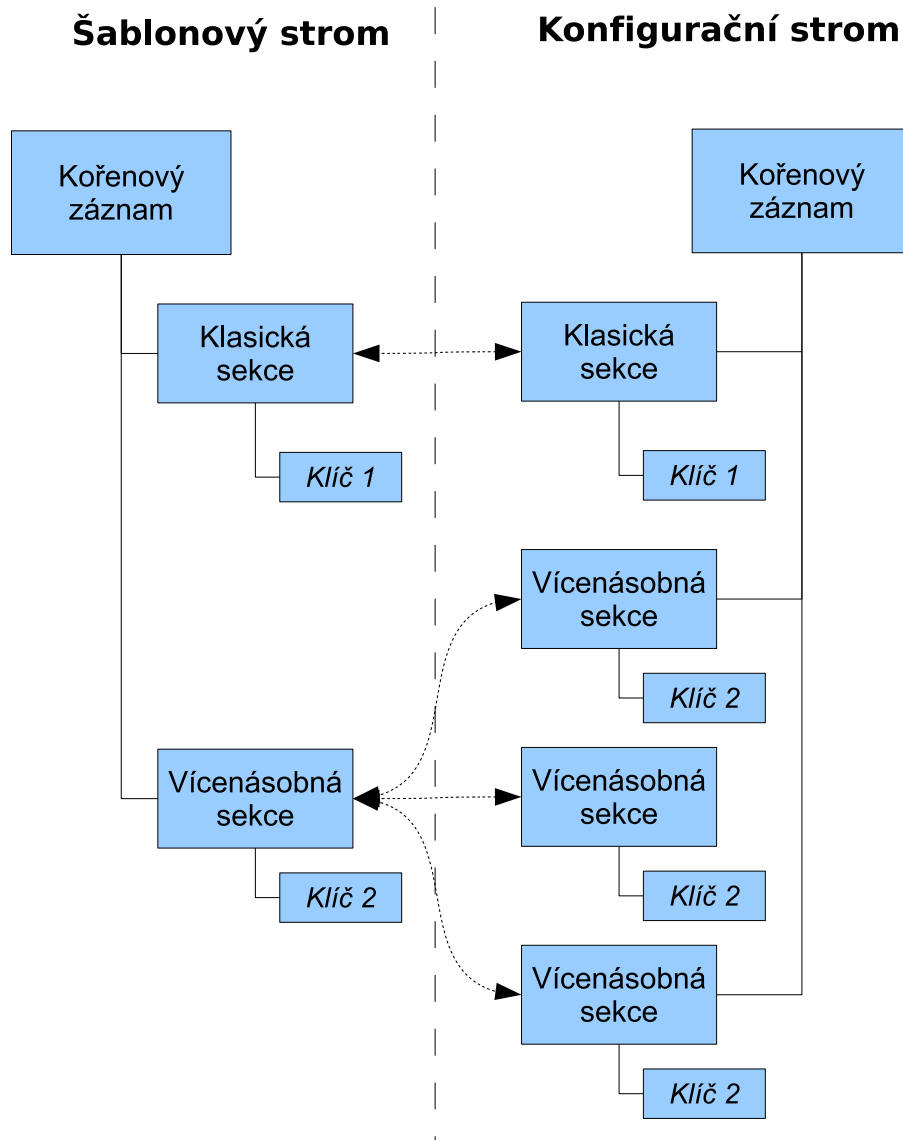 Šablonový strom
Konfigurační strom
Kořenový
záznam
Kořenový
záznam
Klasická
sekce
Klasická
sekce
Klíč 1
Klíč 1
Vícenásobná
sekce
Klíč 2
Vícenásobná
sekce
Vícenásobná
sekce
Klíč 2
Klíč 2
Vícenásobná
sekce
Klíč 2